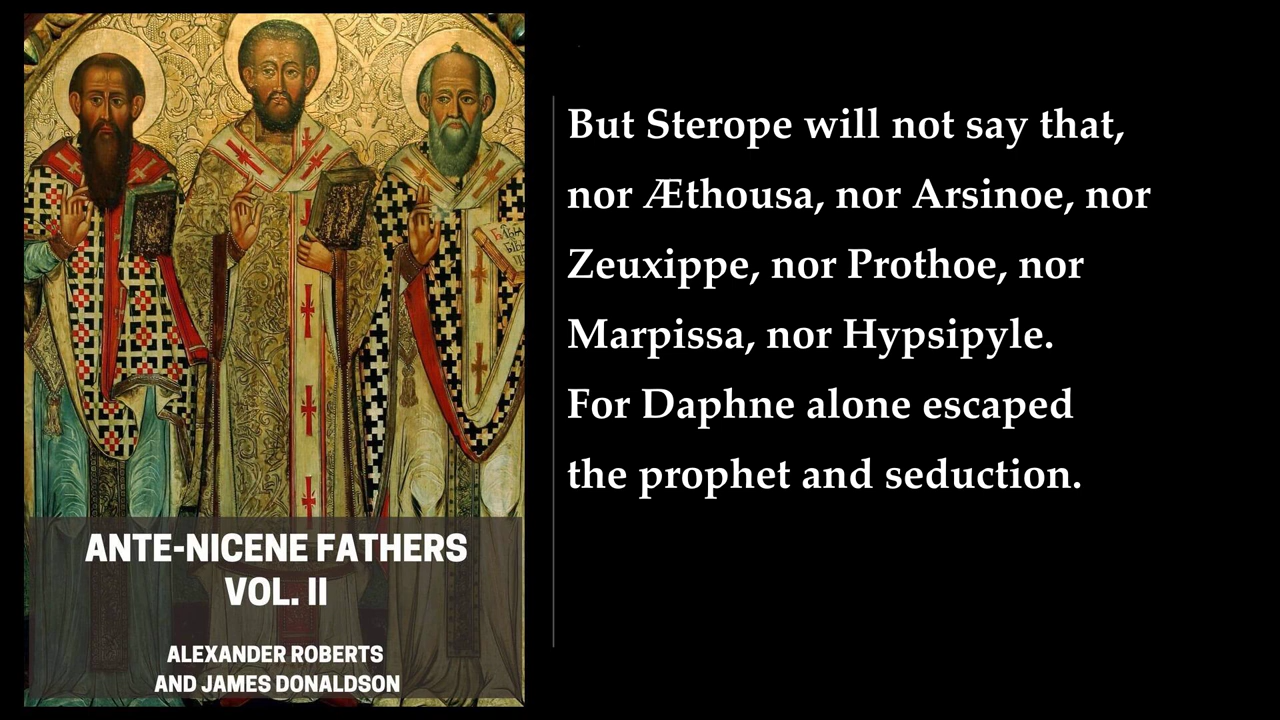 But Sterope will not say that,
nor Æthousa, nor Arsinoe, nor
Zeuxippe, nor Prothoe, nor
Marpissa, nor Hypsipyle.
For Daphne alone escaped
the prophet and seduction.
ANTE-NICENE FATHERS
VOL. II
ALEXANDER ROBERTS
AND JAMES DONALDSON